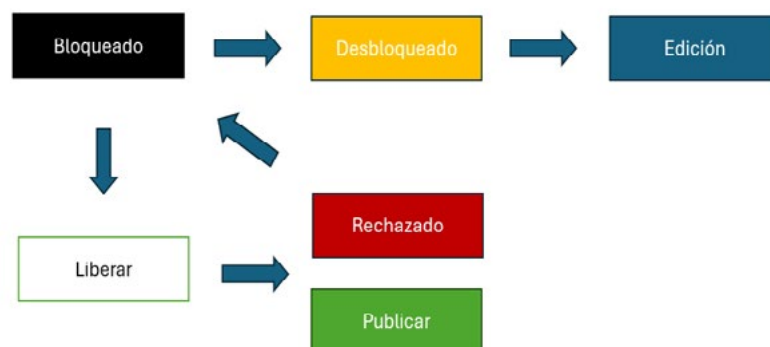 Bloqueado
Desbloqueado
Edición
Rechazado
Liberar
Publicar